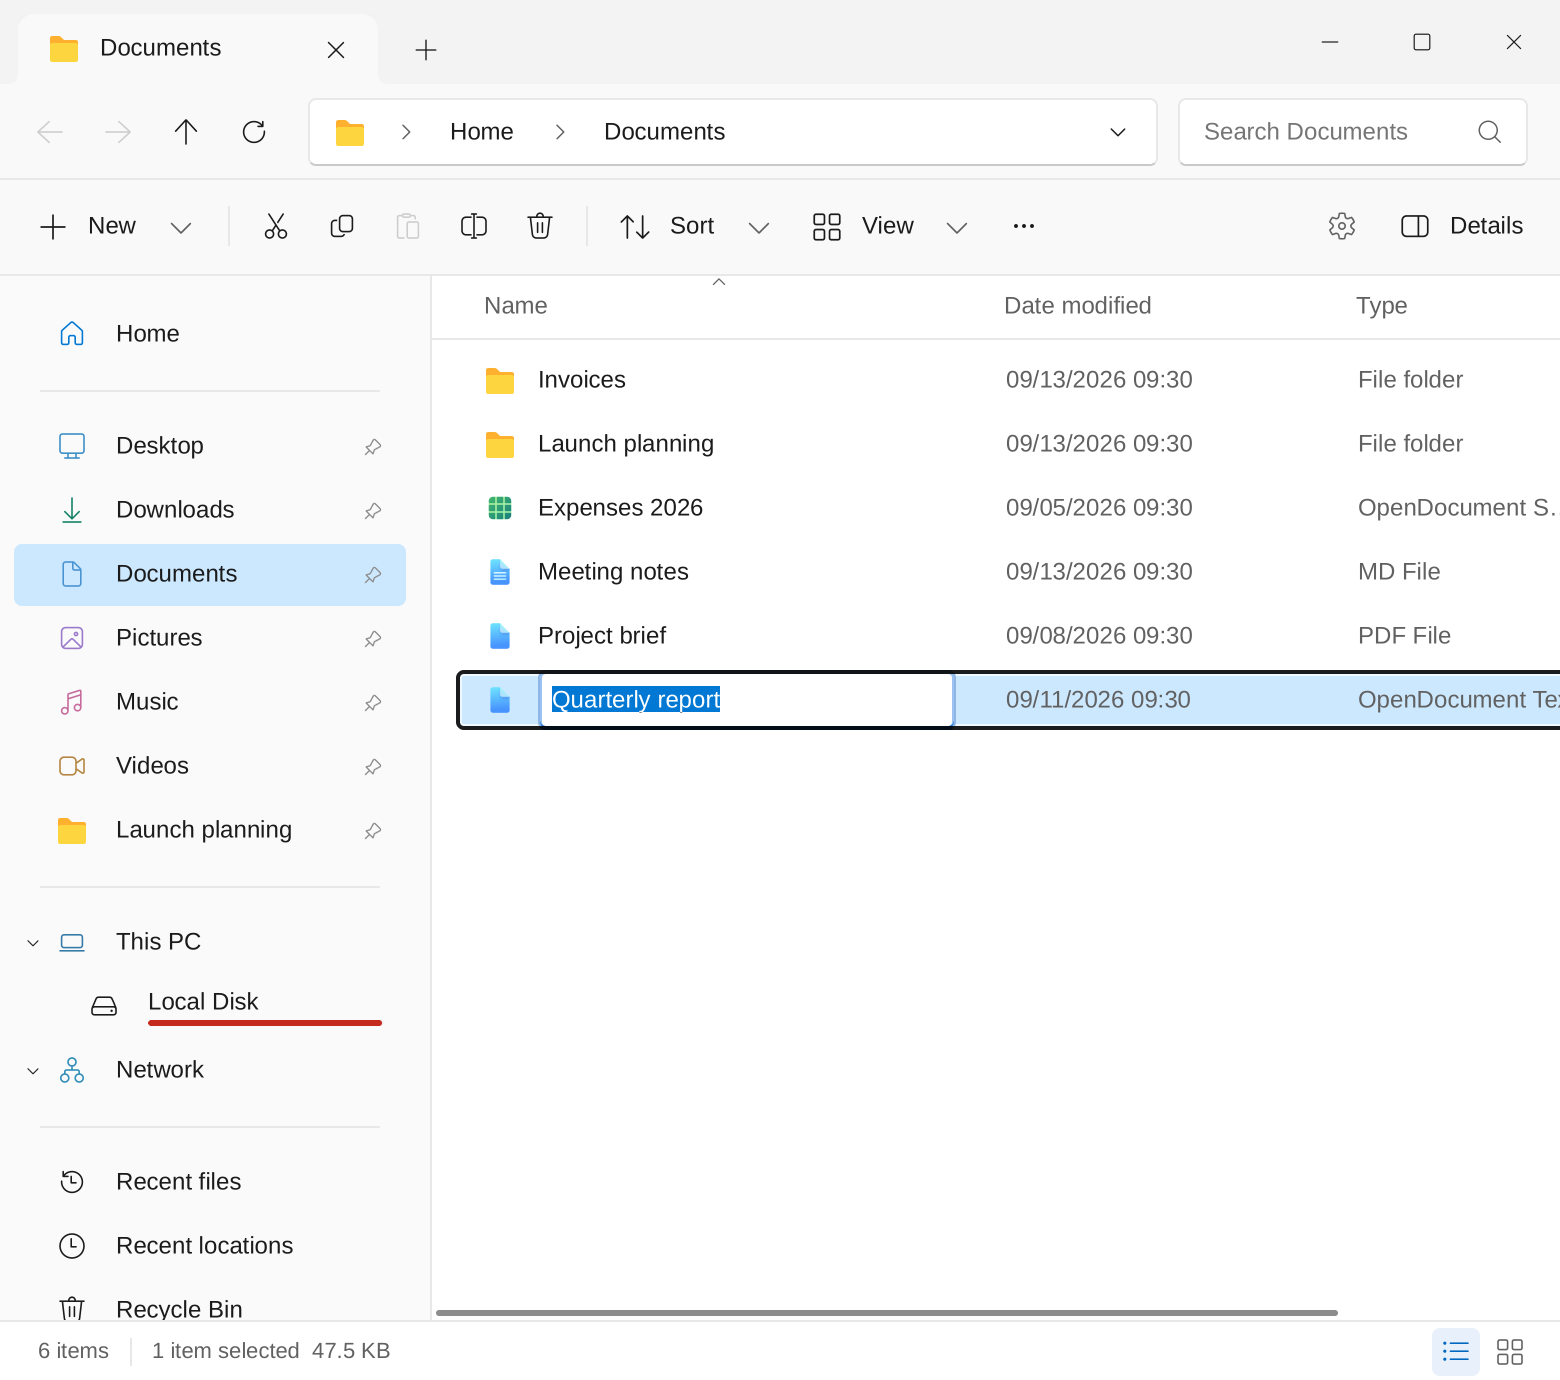 Documents
Home
Documents
Search Documents
New
Sort
View
Details
Name
Date modified
Type
Home
Desktop
Downloads
Documents
Pictures
Music
Videos
Launch planning
This PC
Local Disk
Network
Recent files
Recent locations
Recycle Bin
Invoices 09/13/2026 09:30 File folder
Launch planning 09/13/2026 09:30 File folder
Expenses 2026 09/05/2026 09:30 OpenDocument S...
Meeting notes 09/13/2026 09:30 MD File
Project brief 09/08/2026 09:30 PDF File
Quarterly report 09/11/2026 09:30 OpenDocument
6 items
1 item selected 47.5 KB